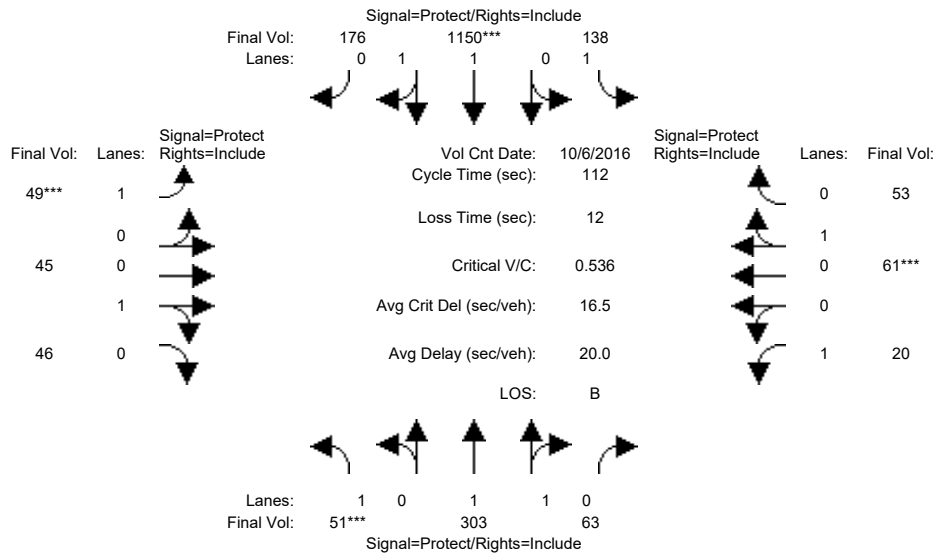 Signal=Protect/Rights=Include
Final Vol: 176 1150*** 138
Lanes: 0 1 1 0 1
Signal=Protect
Final Vol: Lanes: Rights=Include
Vol Cnt Date: 10/6/2016
Signal=Protect
Rights=Include Lanes: Final Vol:
Cycle Time (sec): 112
49*** 1
0 53
Loss Time (sec): 12
0
1
45 0
Critical V/C: 0.536
0 61***
1
Avg Crit Del (sec/veh): 16.5
0
46 0
Avg Delay (sec/veh): 20.0
1 20
LOS: B
Lanes: 1 0 1 1 0
Final Vol: 51*** 303 63
Signal=Protect/Rights=Include